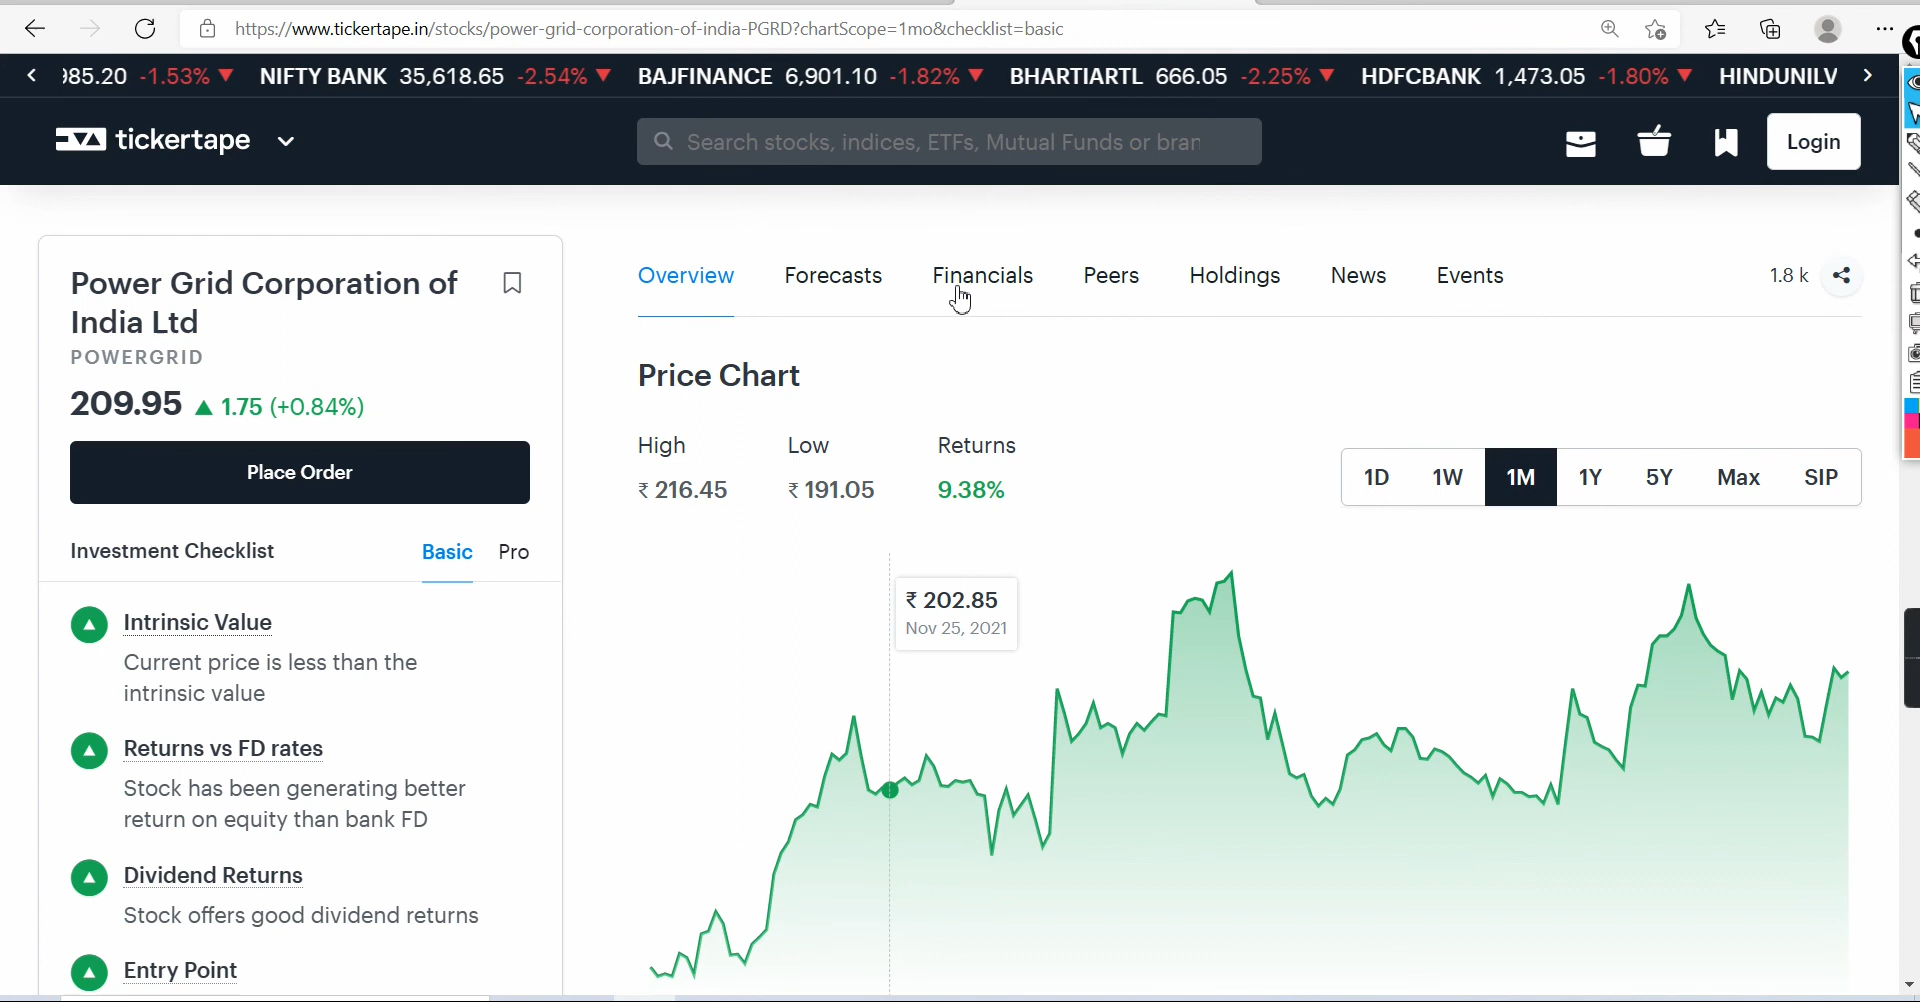 https://www.tickertape.in/stocks/power-grid-corporation-of-india-PGRD?chartScope=1mo&checklist=basic
985.20 -1.53% ▼ NIFTY BANK 35,618.65 -2.54% ▼ BAJFINANCE 6,901.10 -1.82% ▼ BHARTIARTL 666.05 -2.25% ▼ HDFCBANK 1,473.05 -1.80% ▼ HINDUNILV
tickertape
Search stocks, indices, ETFs, Mutual Funds or bran
Login
Power Grid Corporation of
India Ltd
POWERGRID
209.95 ▲ 1.75 (+0.84%)
Place Order
Investment Checklist Basic Pro
Intrinsic Value
Current price is less than the
intrinsic value
Returns vs FD rates
Stock has been generating better
return on equity than bank FD
Dividend Returns
Stock offers good dividend returns
Entry Point
Overview Forecasts Financials Peers Holdings News Events 1.8 k
Price Chart
High Low Returns
₹ 216.45 ₹ 191.05 9.38%
1D 1W 1M 1Y 5Y Max SIP
₹ 202.85
Nov 25, 2021